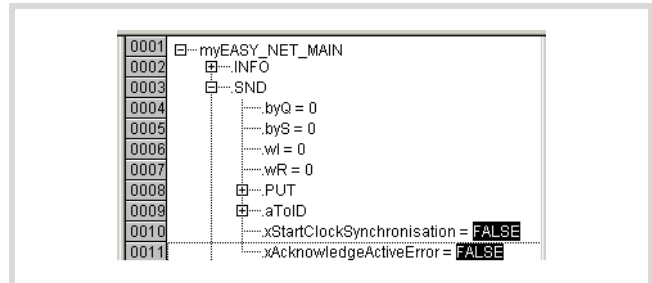 0001 myEASY_NET_MAIN
0002 .INFO
0003 .SND
0004 .byQ = 0
0005 .byS = 0
0006 .wI = 0
0007 .wR = 0
0008 .PUT
0009 .aToID
0010 .xStartClockSynchronisation = FALSE
0011 .xAcknowledgeActiveError = FALSE